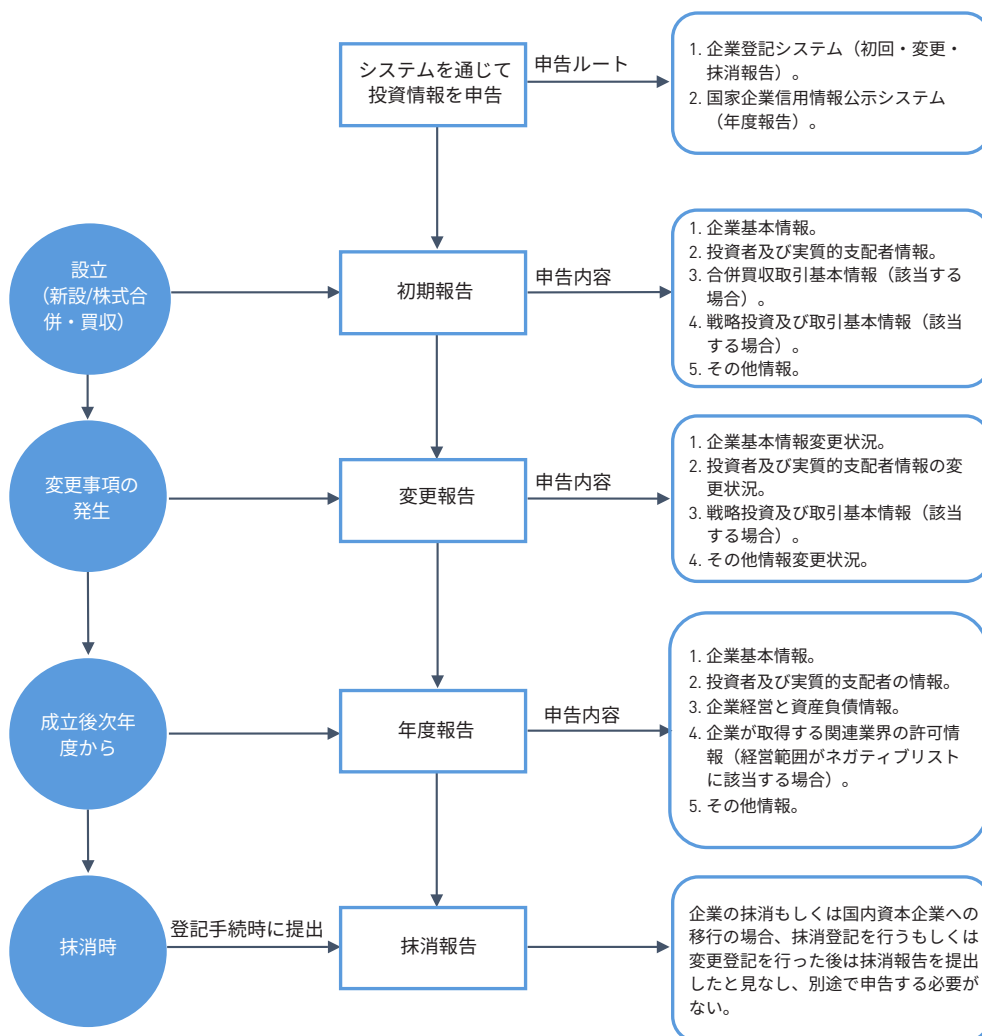 システムを通じて
投資情報を申告
申告ルート
1. 企業登記システム（初回・変更・
抹消報告）。
2. 国家企業信用情報公示システム
（年度報告）。
設立
（新設/株式合
併・買収）
初期報告
申告内容
1. 企業基本情報。
2. 投資者及び実質的支配者情報。
3. 合併買収取引基本情報（該当する
場合）。
4. 戦略投資及び取引基本情報（該当
する場合）。
5. その他情報。
変更事項の
発生
変更報告
申告内容
1. 企業基本情報変更状況。
2. 投資者及び実質的支配者情報の変
更状況。
3. 戦略投資及び取引基本情報（該当
する場合）。
4. その他情報変更状況。
成立後次年
度から
年度報告
申告内容
1. 企業基本情報。
2. 投資者及び実質的支配者の情報。
3. 企業経営と資産負債情報。
4. 企業が取得する関連業界の許可情
報（経営範囲がネガティブリスト
に該当する場合）。
5. その他情報。
抹消時
登記手続時に提出
抹消報告
企業の抹消もしくは国内資本企業への
移行の場合、抹消登記を行うもしくは
変更登記を行った後は抹消報告を提出
したと見なし、別途で申告する必要が
ない。